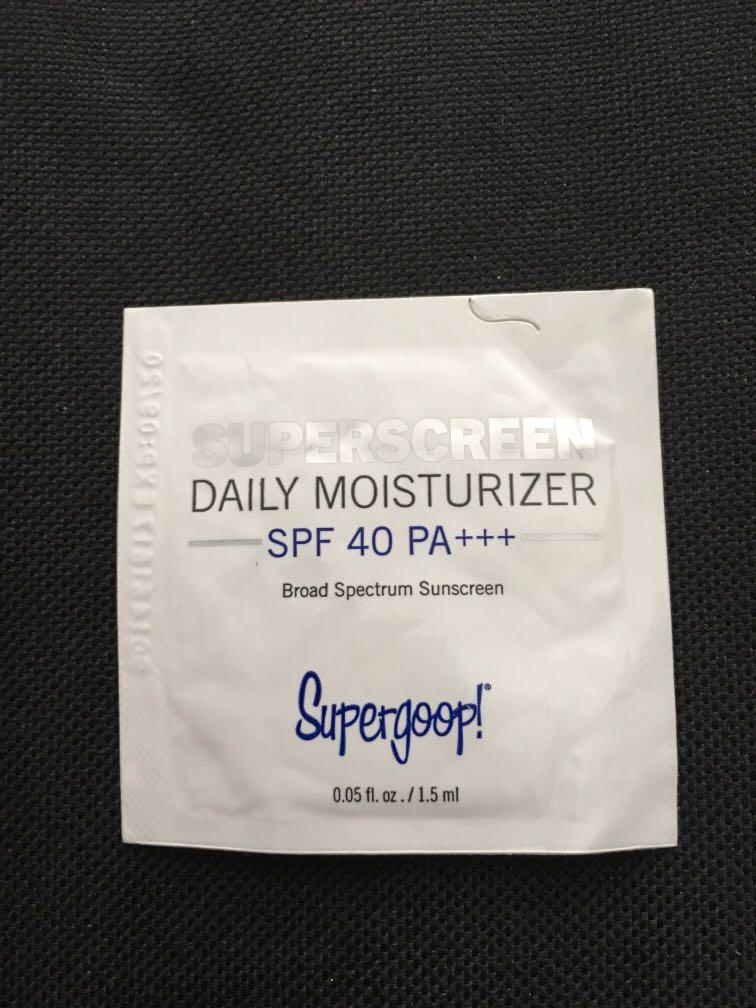 SUPERSCREEN
DAILY MOISTURIZER
SPF 40 PA+++
Broad Spectrum Sunscreen
Supergoop!®
0.05 fl. oz . / 1.5 ml